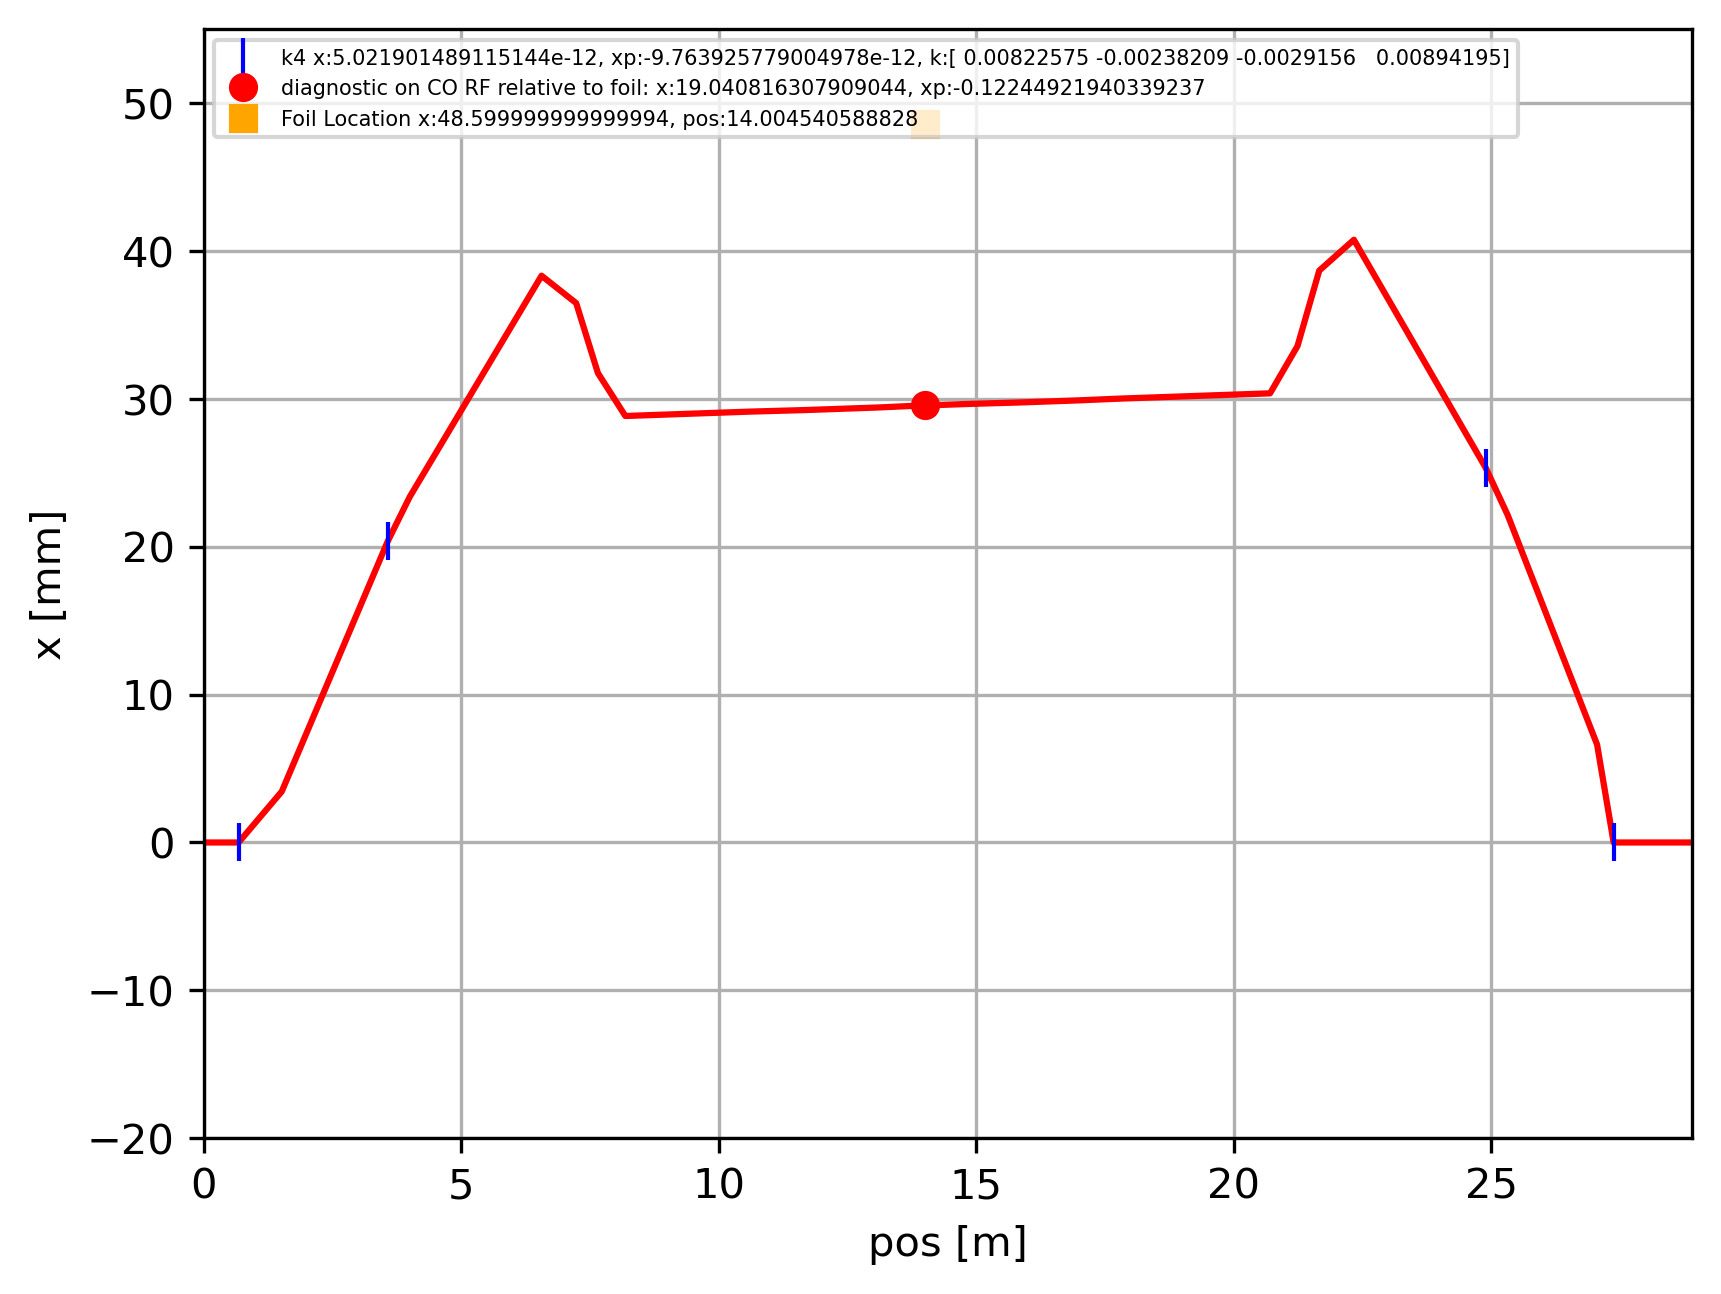 k4 x:5.021901489115144e-12, xp:-9.763925779004978e-12, k:[ 0.00822575 -0.00238209 -0.0029156 0.00894195]
diagnostic on CO RF relative to foil: x:19.040816307909044, xp:-0.12244921940339237
Foil Location x:48.599999999999994, pos:14.004540588828
50
40
30
20
10
0
−10
−20
x [mm]
0 5 10 15 20 25
pos [m]